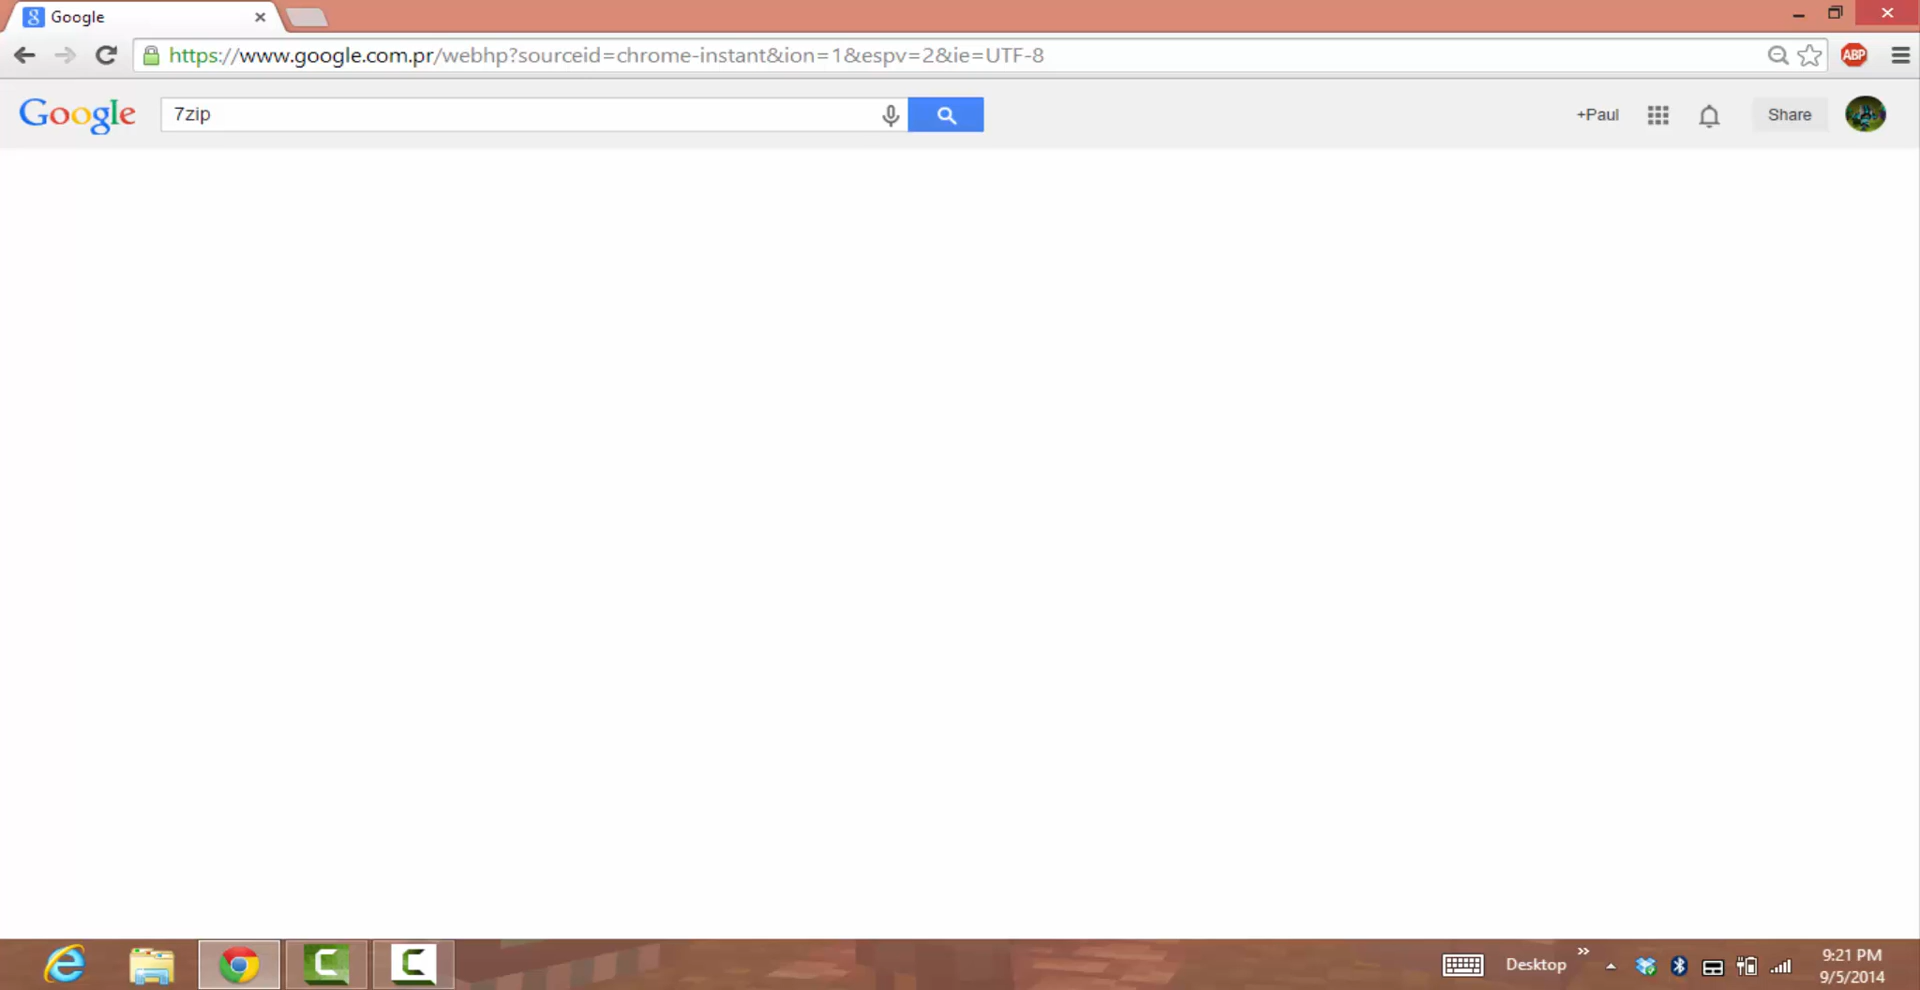 Google
https://www.google.com.pr/webhp?sourceid=chrome-instant&ion=1&espv=2&ie=UTF-8
ABP
Google
7zip
+Paul
Share
Desktop
9:21 PM
9/5/2014